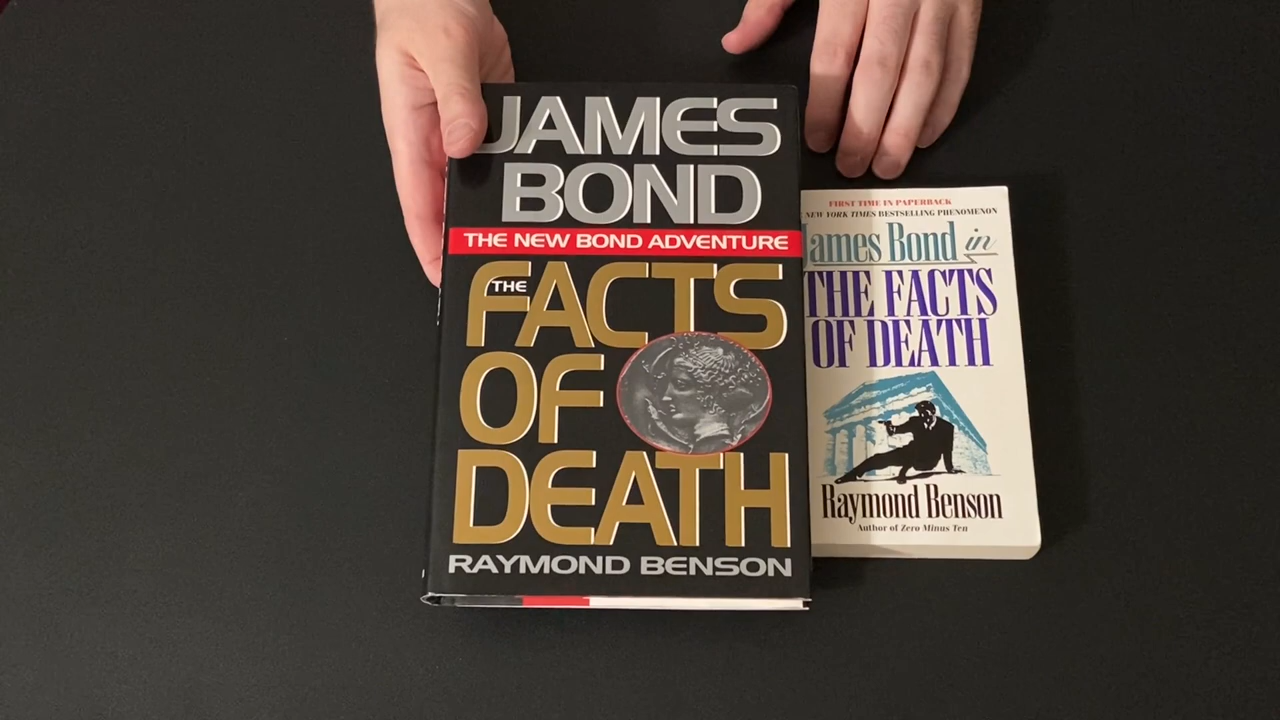 JAMES
BOND
THE NEW BOND ADVENTURE
THE
FACTS
OF
DEATH
RAYMOND BENSON
FIRST TIME IN PAPERBACK
NEW YORK TIMES BESTSELLING PHENOMENON
James Bond in
THE FACTS
OF DEATH
Raymond Benson
Author of Zero Minus Ten